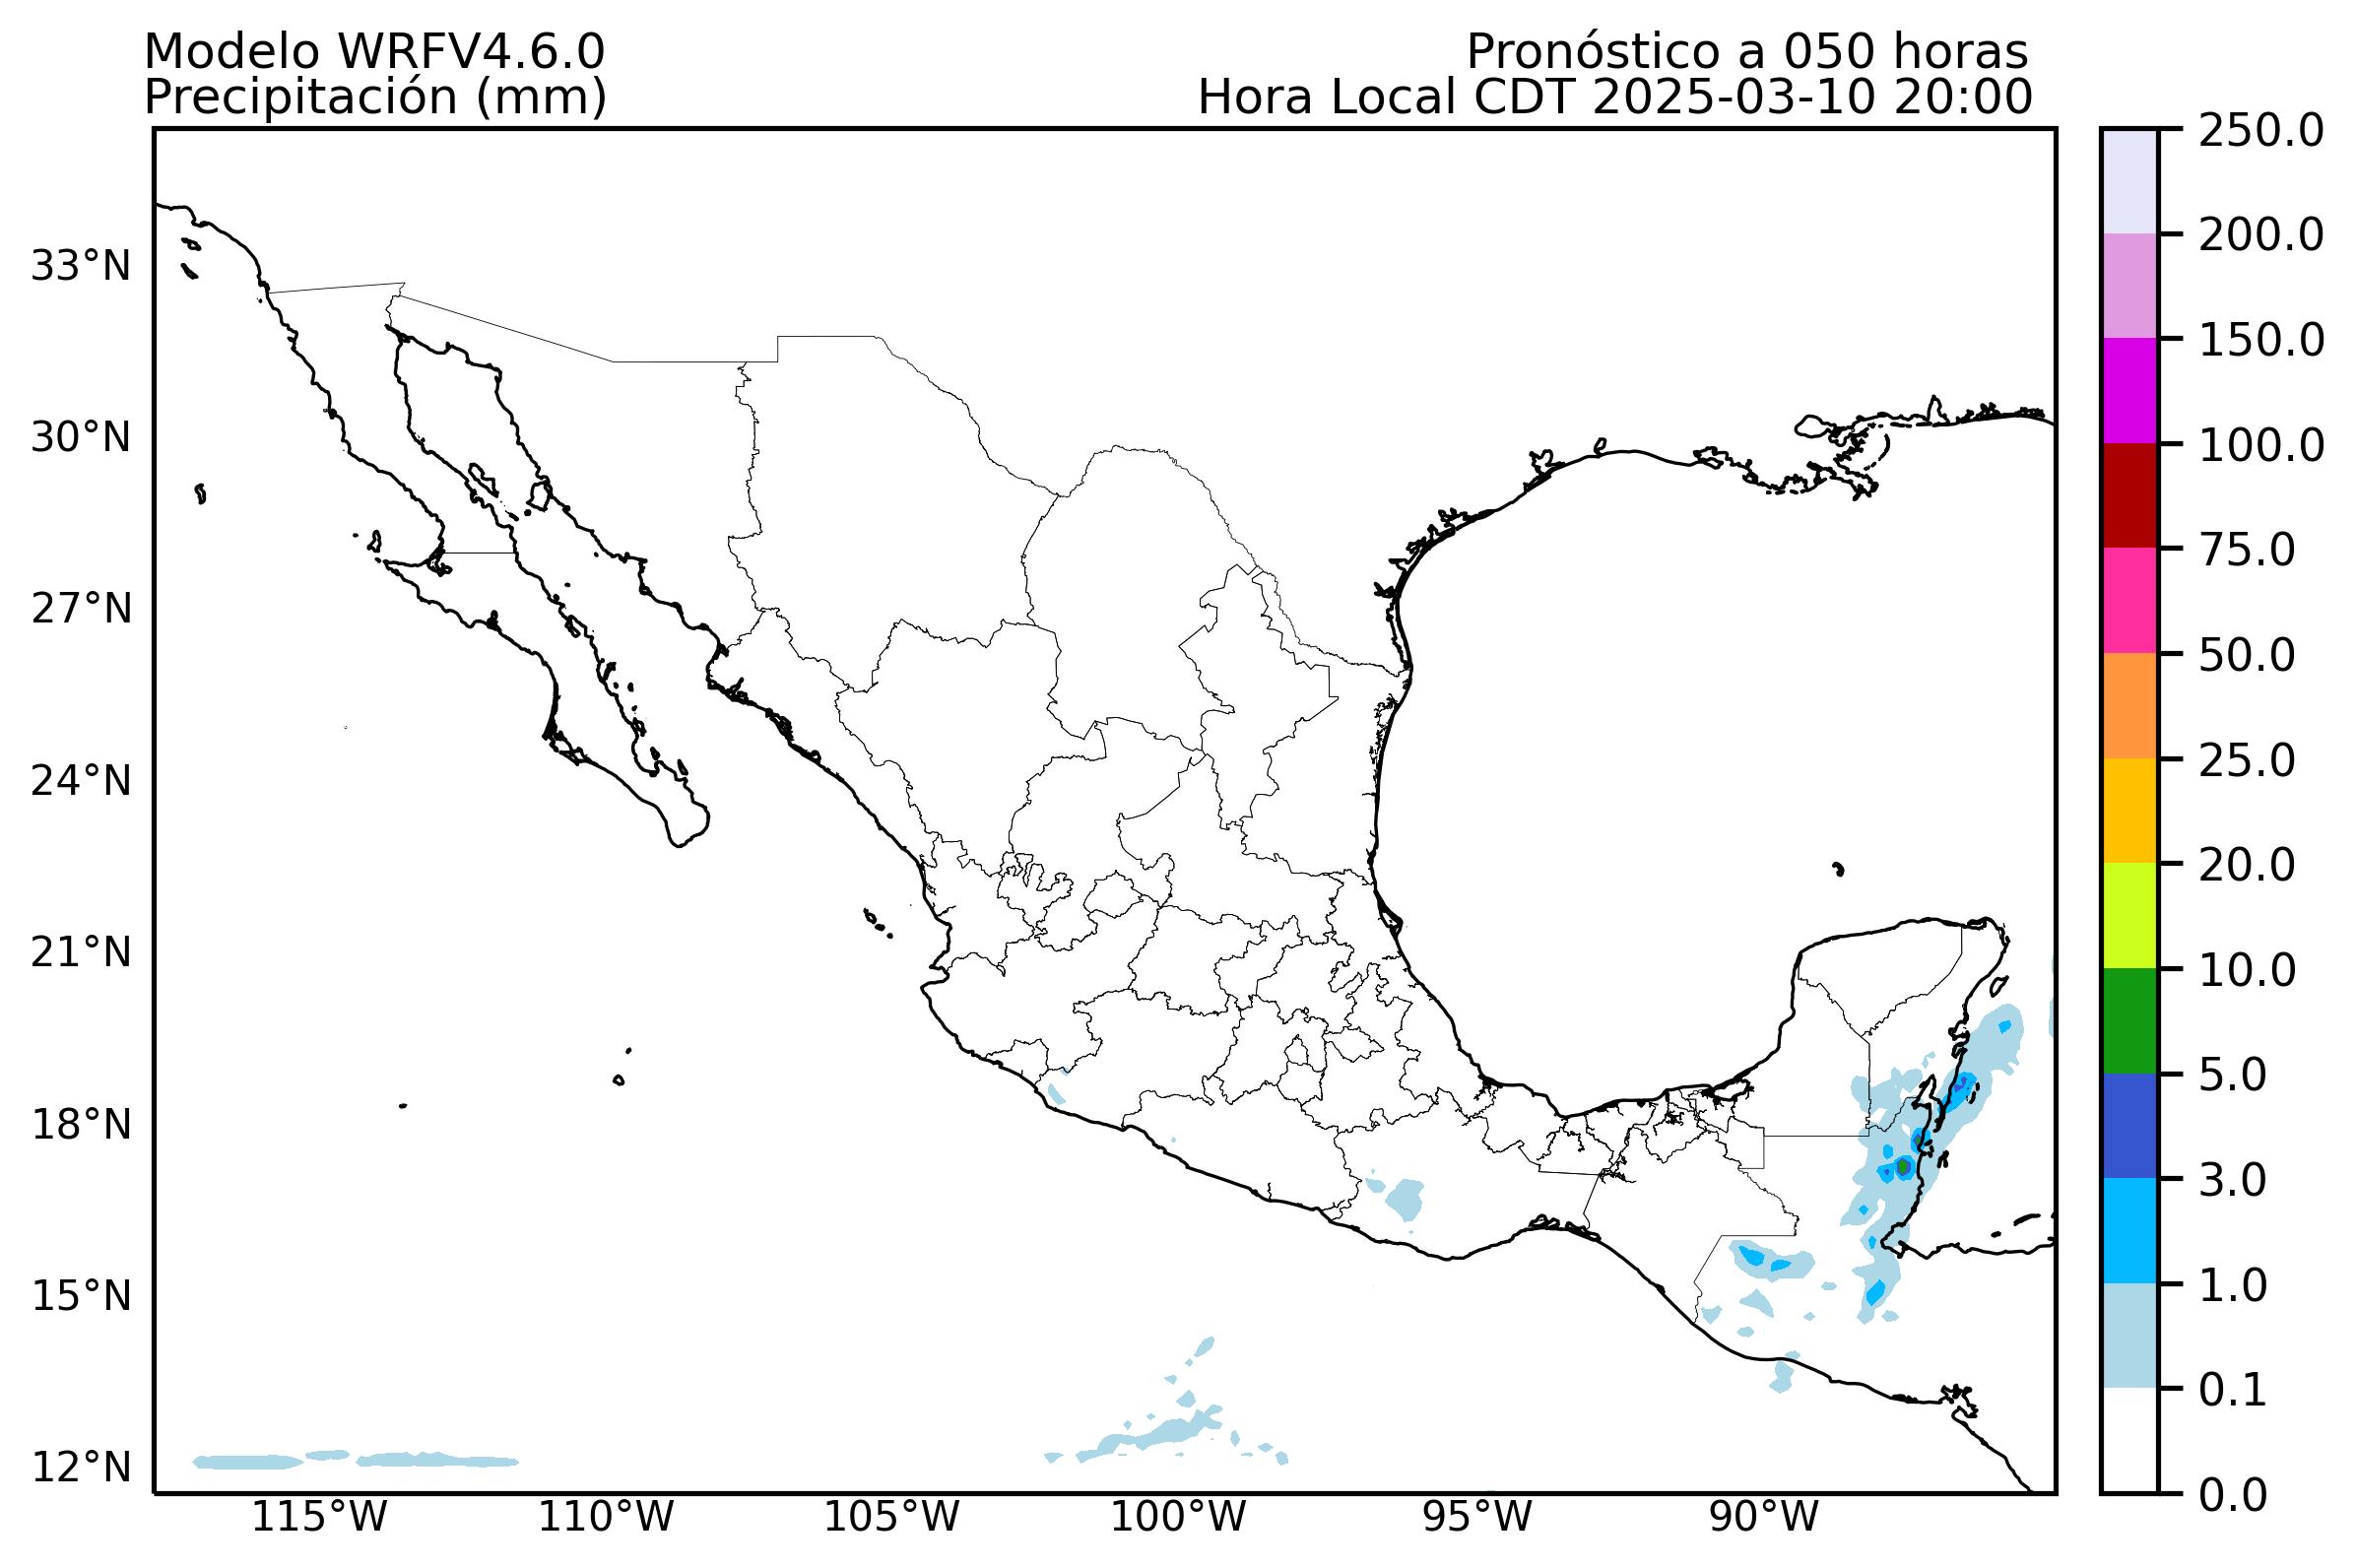 Modelo WRFV4.6.0
Precipitación (mm)
Pronóstico a 050 horas
Hora Local CDT 2025-03-10 20:00
33°N
30°N
27°N
24°N
21°N
18°N
15°N
12°N
115°W
110°W
105°W
100°W
95°W
90°W
250.0
200.0
150.0
100.0
75.0
50.0
25.0
20.0
10.0
5.0
3.0
1.0
0.1
0.0